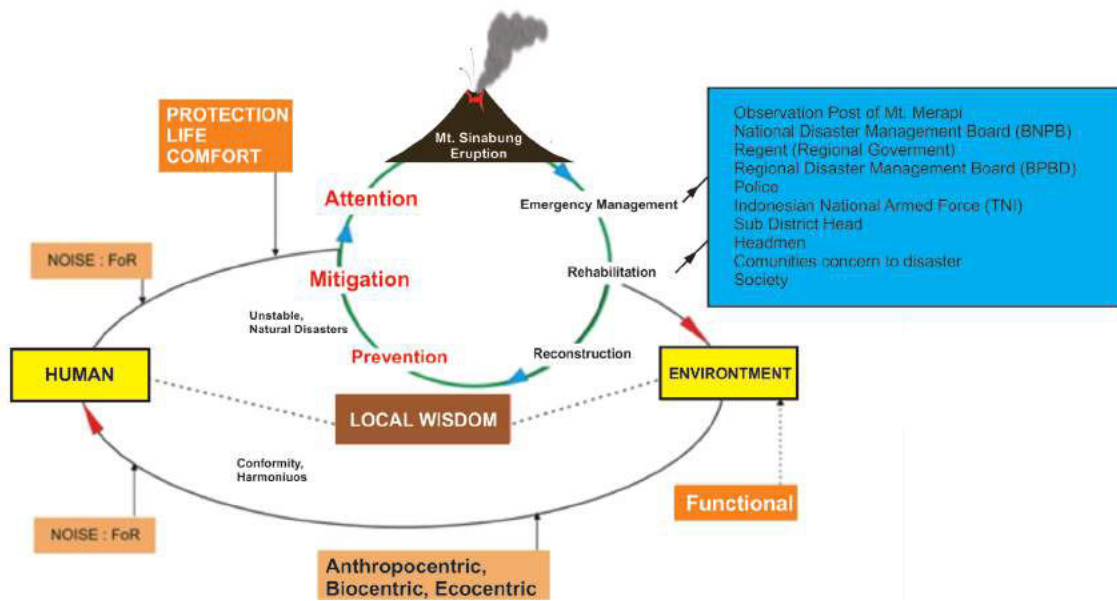 Mt. Sinabung
Eruption
PROTECTION
LIFE
COMFORT
Observation Post of Mt. Merapi
National Disaster Management Board (BNPB)
Regent (Regional Goverment)
Regional Disaster Management Board (BPBD)
Police
Indonesian National Armed Force (TNI)
Sub District Head
Headmen
Comunities concern to disaster
Society
Attention
Emergency Management
NOISE : FoR
Mitigation
Rehabilitation
Unstable,
Natural Disasters
Prevention
Reconstruction
HUMAN
ENVIRONTMENT
LOCAL WISDOM
Conformity,
Harmoniuos
Functional
NOISE : FoR
Anthropocentric,
Biocentric, Ecocentric